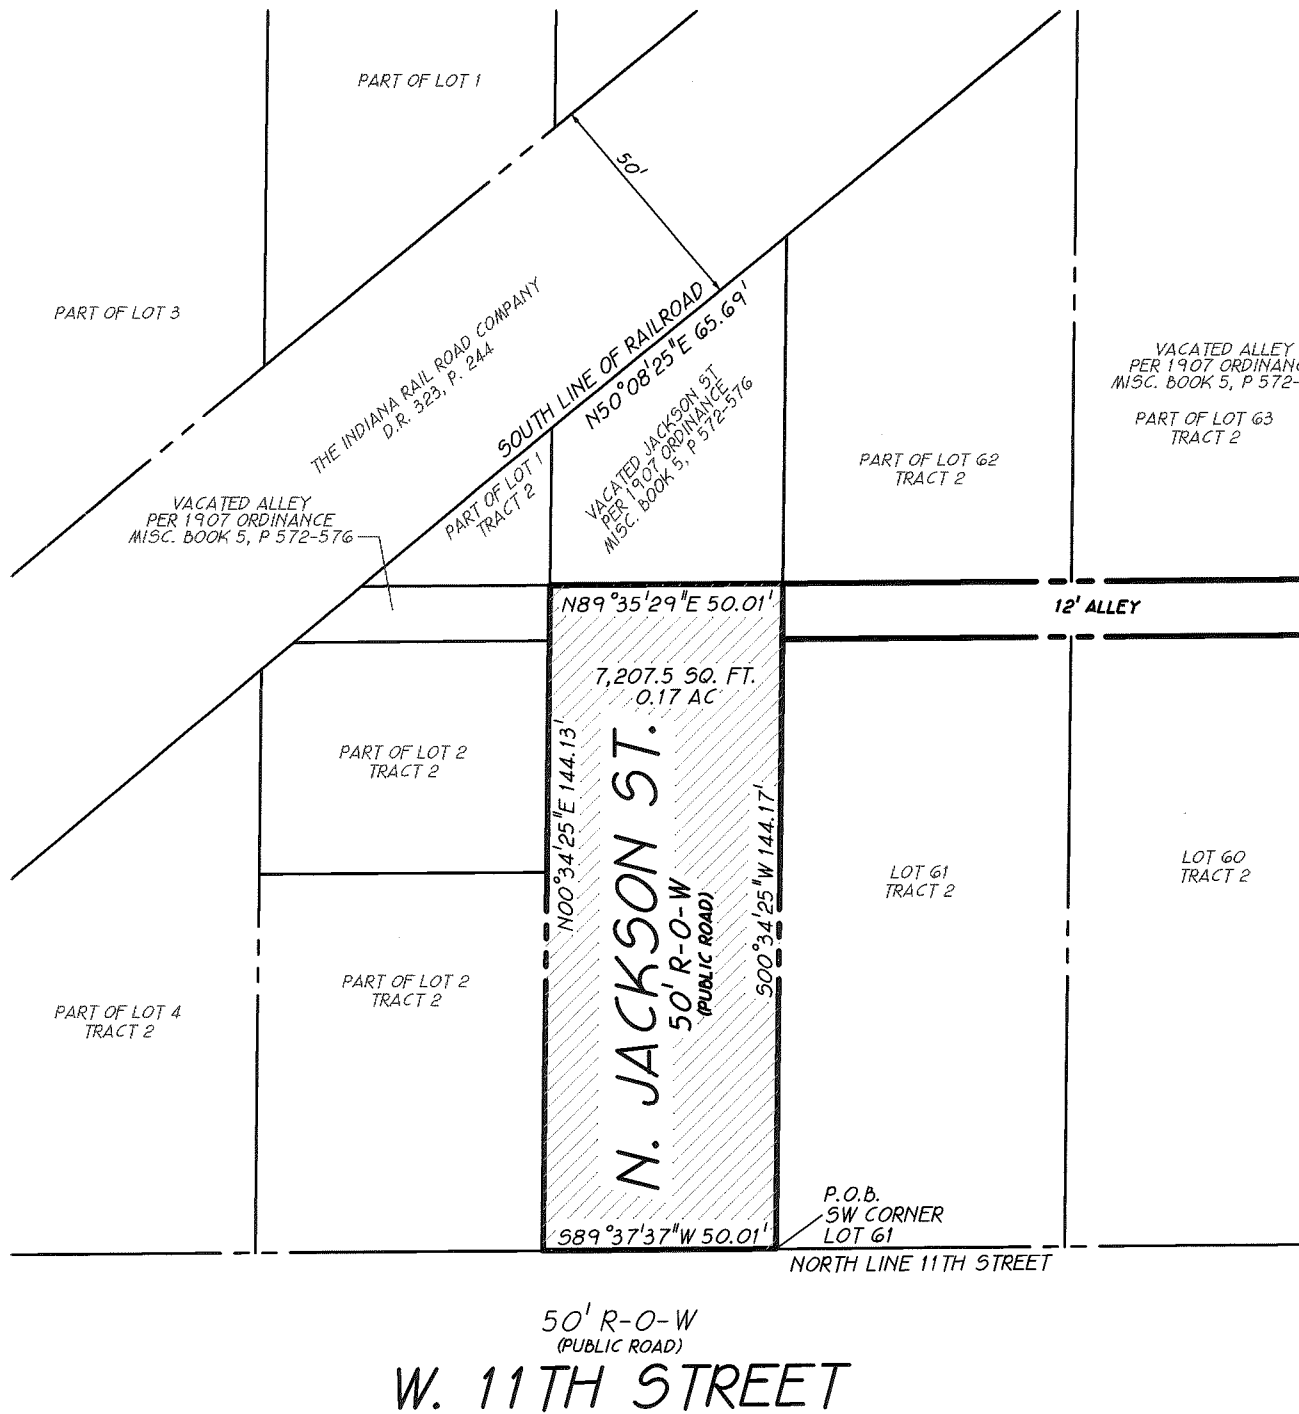 PART OF LOT 1
50'
PART OF LOT 3
THE INDIANA RAIL ROAD COMPANY
D.R. 323, P. 244
SOUTH LINE OF RAILROAD
N50°08'25"E 65.69'
VACATED ALLEY
PER 1907 ORDINANC
MISC. BOOK 5, P 572-
PART OF LOT 63
TRACT 2
PART OF LOT 62
TRACT 2
VACATED JACKSON ST
PER 1907 ORDINANCE
MISC. BOOK 5, P 572-576
PART OF LOT 1
TRACT 2
VACATED ALLEY
PER 1907 ORDINANCE
MISC. BOOK 5, P 572-576
N89°35'29"E 50.01'
12' ALLEY
7,207.5 SQ. FT.
0.17 AC
PART OF LOT 2
TRACT 2
N00°34'25"E 144.13'
N. JACKSON ST.
50' R-O-W
(PUBLIC ROAD)
S00°34'25"W 144.17'
LOT 61
TRACT 2
LOT 60
TRACT 2
PART OF LOT 2
TRACT 2
PART OF LOT 4
TRACT 2
P.O.B.
SW CORNER
LOT 61
S89°37'37"W 50.01'
NORTH LINE 11TH STREET
50' R-O-W
(PUBLIC ROAD)
W. 11TH STREET